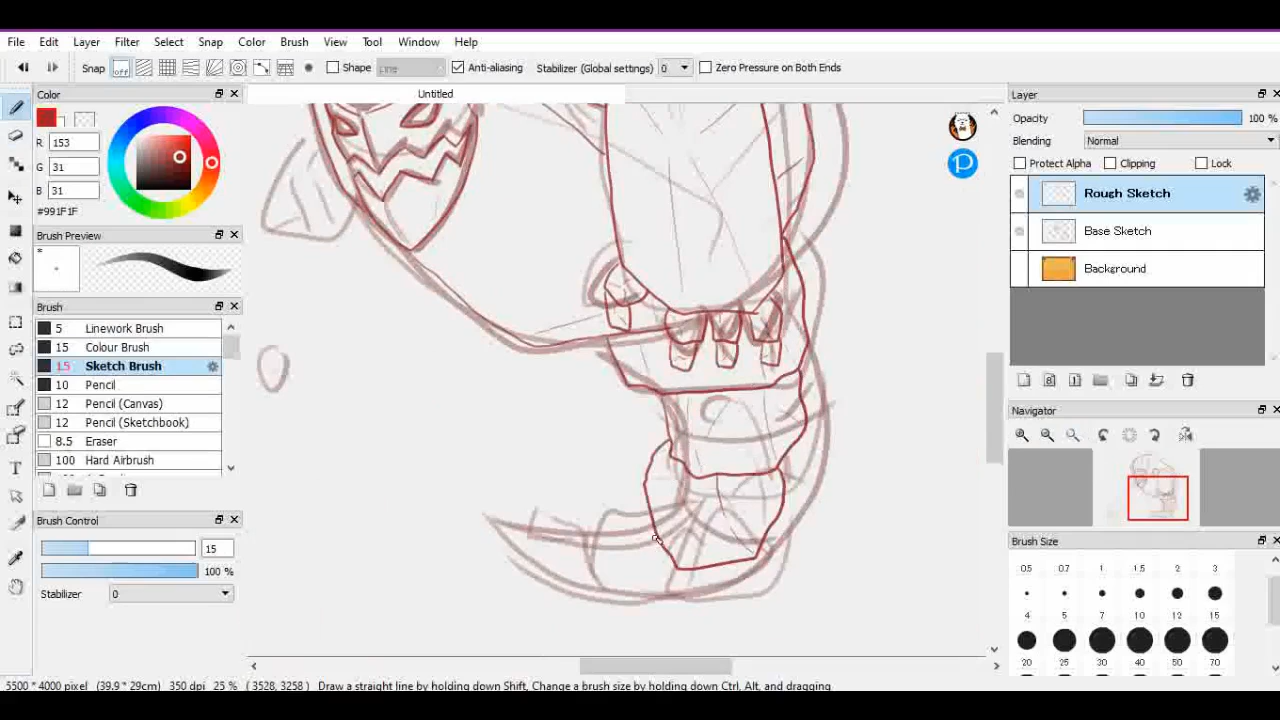 File Edit Layer Filter Select Snap Color Brush View Tool Window Help
Snap off Shape Anti-aliasing Stabilizer (Global settings) 0 Zero Pressure on Both Ends
Color
Untitled
Layer
R 153
G 31
B 31
#991F1F
Opacity 100 %
Blending Normal
Protect Alpha Clipping Lock
Rough Sketch
Base Sketch
Background
Brush Preview
Brush
5 Linework Brush
15 Colour Brush
15 Sketch Brush
10 Pencil
12 Pencil (Canvas)
12 Pencil (Sketchbook)
8.5 Eraser
100 Hard Airbrush
Brush Control
15
100 %
Stabilizer 0
Navigator
Brush Size
0.5 0.7 1 1.5 2 3
4 5 7 10 12 15
20 25 30 40 50 70
5500 * 4000 pixel (39.9 * 29cm) 350 dpi 25 % ( 3528, 3258 ) Draw a straight line by holding down Shift, Change a brush size by holding down Ctrl, Alt, and dragging